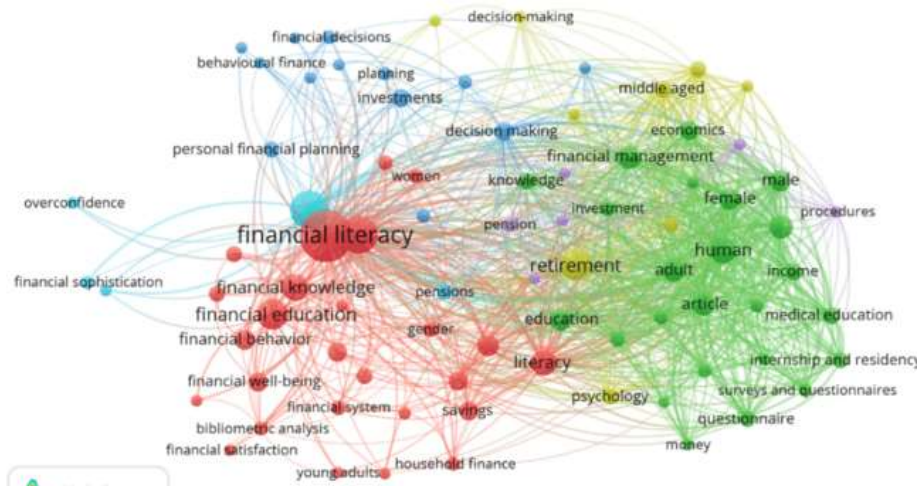 decision-making
financial decisions
behavioural finance
planning
middle aged
investments
economics
decision making
personal financial planning
financial management
women
knowledge
male
female
overconfidence
investment
procedures
pension
financial literacy
human
retirement
adult
income
financial sophistication
financial knowledge
pensions
article
financial education
education
medical education
gender
financial behavior
literacy
internship and residency
financial well-being
surveys and questionnaires
psychology
financial system
savings
questionnaire
bibliometric analysis
money
financial satisfaction
household finance
young adults